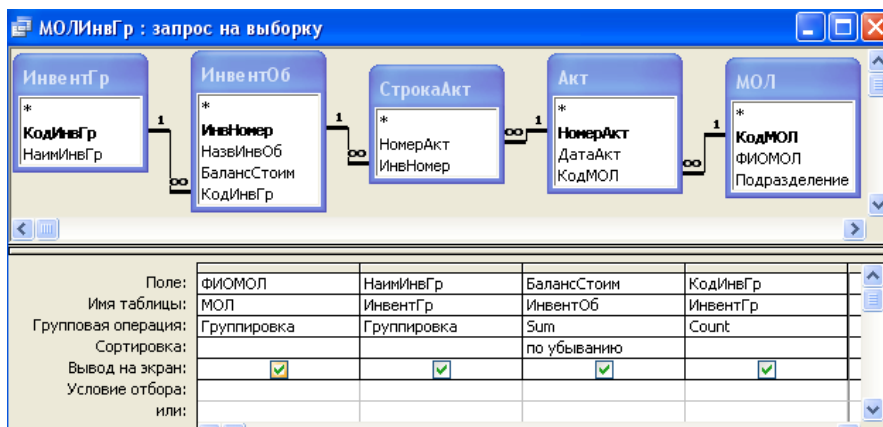 МОЛИнвГр : запрос на выборку
ИнвентГр
*
КодИнвГр
НаимИнвГр
1
∞
ИнвентОб
*
ИнвНомер
НазвИнвОб
БалансСтоим
КодИнвГр
1
∞
СтрокаАкт
*
НомерАкт
ИнвНомер
∞
1
Акт
*
НомерАкт
ДатаАкт
КодМОЛ
∞
1
МОЛ
*
КодМОЛ
ФИОМОЛ
Подразделение
Поле: ФИОМОЛ НаимИнвГр БалансСтоим КодИнвГр
Имя таблицы: МОЛ ИнвентГр ИнвентОб ИнвентГр
Групповая операция: Группировка Группировка Sum Count
Сортировка: по убыванию
Вывод на экран:
Условие отбора:
или: